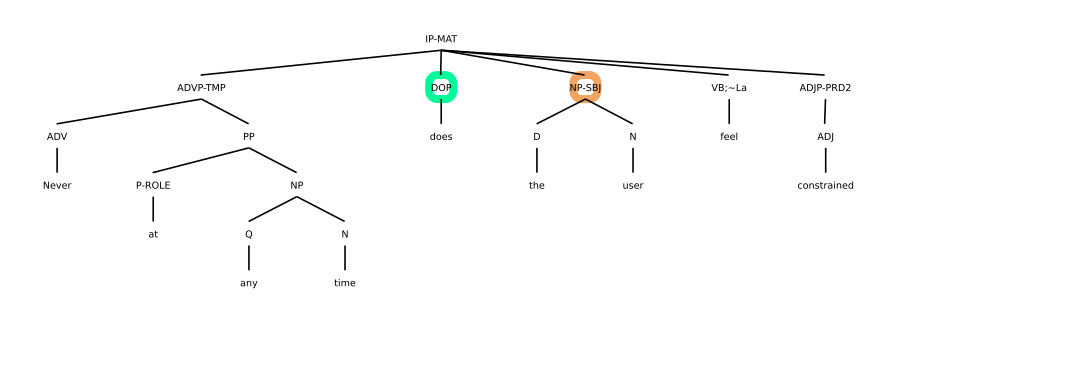 IP-MAT
ADVP-TMP DOP NP-SBJ VB;~La ADJP-PRD2
ADV PP does D N feel ADJ
Never P-ROLE NP the user constrained
at Q N
any time